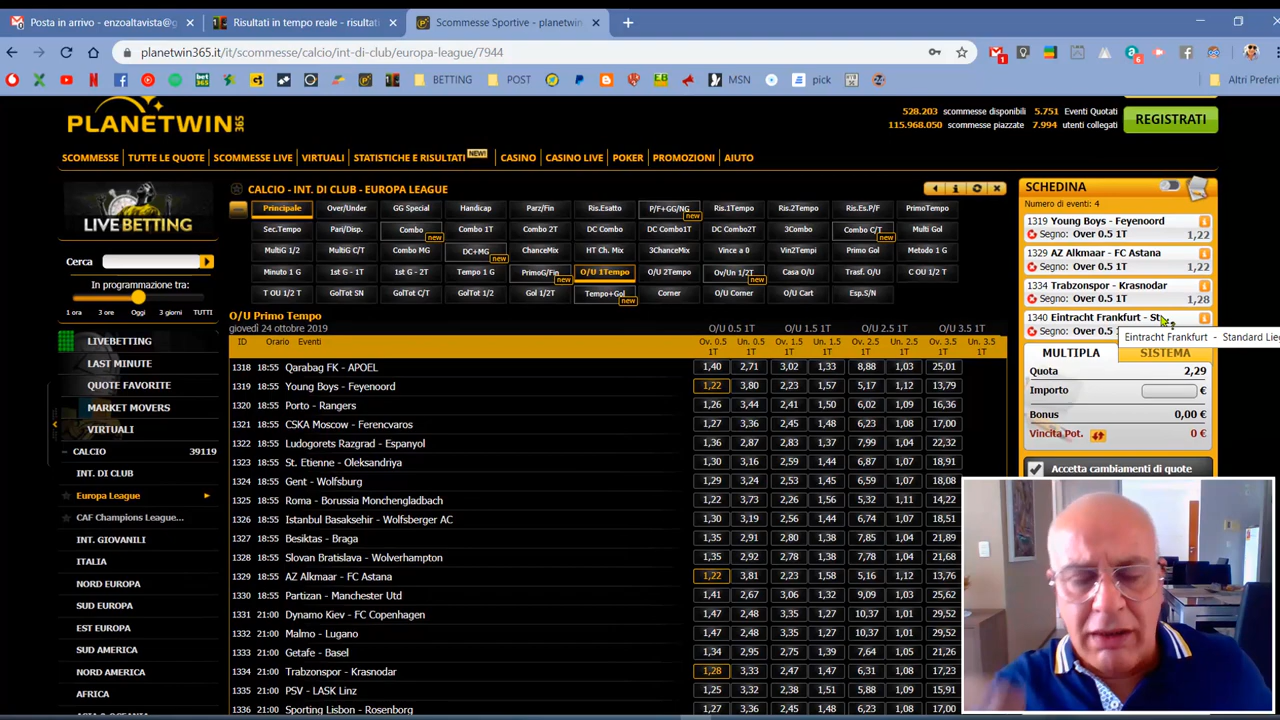 Posta in arrivo - enzoaltavista@g
Risultati in tempo reale - risultati
Scommesse Sportive - planetwin
planetwin365.it/it/scommesse/calcio/int-di-club/europa-league/7944
BETTING POST MSN pick Altri Preferi
PLANETWIN 365
528.203 scommesse disponibili 5.751 Eventi Quotati
115.968.050 scommesse piazzate 7.994 utenti collegati
REGISTRATI
SCOMMESSE TUTTE LE QUOTE SCOMMESSE LIVE VIRTUALI STATISTICHE E RISULTATI NEW! CASINO CASINO LIVE POKER PROMOZIONI AIUTO
LIVE BETTING
Cerca
In programmazione tra:
1 ora 3 ore Oggi 3 giorni TUTTI
LIVEBETTING
LAST MINUTE
QUOTE FAVORITE
MARKET MOVERS
VIRTUALI
CALCIO 39119
INT. DI CLUB
Europa League
CAF Champions League...
INT. GIOVANILI
ITALIA
NORD EUROPA
SUD EUROPA
EST EUROPA
SUD AMERICA
NORD AMERICA
AFRICA
CALCIO - INT. DI CLUB - EUROPA LEAGUE
Principale Over/Under GG Special Handicap Parz/Fin Ris.Esatto P/F+GG/NG new Ris.1Tempo Ris.2Tempo Ris.Es.P/F PrimoTempo
Sec.Tempo Pari/Disp. Combo new Combo 1T Combo 2T DC Combo DC Combo1T DC Combo2T 3Combo Combo C/T new Multi Gol
MultiG 1/2 MultiG C/T Combo MG DC+MG new ChanceMix HT Ch. Mix 3ChanceMix Vince a 0 Vin2Tempi Primo Gol Metodo 1 G
Minuto 1 G 1st G - 1T 1st G - 2T Tempo 1 G PrimoG/Fin new O/U 1Tempo O/U 2Tempo Ov/Un 1/2T new Casa O/U Trasf. O/U C OU 1/2 T
T OU 1/2 T GolTot SN GolTot C/T GolTot 1/2 Gol 1/2T Tempo+Gol new Corner O/U Corner O/U Cart Esp.S/N
O/U Primo Tempo
giovedì 24 ottobre 2019 O/U 0.5 1T O/U 1.5 1T O/U 2.5 1T O/U 3.5 1T
ID Orario Eventi Ov. 0.5 1T Un. 0.5 1T Ov. 1.5 1T Un. 1.5 1T Ov. 2.5 1T Un. 2.5 1T Ov. 3.5 1T Un. 3.5 1T
1318 18:55 Qarabag FK - APOEL 1,40 2,71 3,02 1,33 8,88 1,03 25,01
1319 18:55 Young Boys - Feyenoord 1,22 3,80 2,23 1,57 5,17 1,12 13,79
1320 18:55 Porto - Rangers 1,26 3,44 2,41 1,50 6,02 1,09 16,36
1321 18:55 CSKA Moscow - Ferencvaros 1,27 3,36 2,45 1,48 6,23 1,08 17,00
1322 18:55 Ludogorets Razgrad - Espanyol 1,36 2,87 2,83 1,37 7,99 1,04 22,32
1323 18:55 St. Etienne - Oleksandriya 1,30 3,16 2,59 1,44 6,87 1,07 18,91
1324 18:55 Gent - Wolfsburg 1,29 3,24 2,53 1,45 6,61 1,07 18,08
1325 18:55 Roma - Borussia Monchengladbach 1,22 3,73 2,26 1,56 5,32 1,11 14,22
1326 18:55 Istanbul Basaksehir - Wolfsberger AC 1,30 3,19 2,56 1,44 6,74 1,07 18,51
1327 18:55 Besiktas - Braga 1,35 2,91 2,80 1,38 7,85 1,04 21,89
1328 18:55 Slovan Bratislava - Wolverhampton 1,35 2,92 2,78 1,38 7,78 1,04 21,68
1329 18:55 AZ Alkmaar - FC Astana 1,22 3,81 2,23 1,58 5,16 1,12 13,76
1330 18:55 Partizan - Manchester Utd 1,41 2,67 3,06 1,32 9,09 1,03 25,62
1331 21:00 Dynamo Kiev - FC Copenhagen 1,47 2,48 3,35 1,27 10,37 1,01 29,52
1332 21:00 Malmo - Lugano 1,47 2,48 3,35 1,27 10,37 1,01 29,52
1333 21:00 Getafe - Basel 1,34 2,95 2,75 1,39 7,64 1,05 21,26
1334 21:00 Trabzonspor - Krasnodar 1,28 3,33 2,47 1,47 6,31 1,08 17,23
1335 21:00 PSV - LASK Linz 1,25 3,32 2,38 1,51 5,88 1,09 15,91
1336 21:00 Sporting Lisbon - Rosenborg 1,27 3,36 2,45 1,48 6,23 1,08 17,00
SCHEDINA
Numero di eventi: 4
1319 Young Boys - Feyenoord
Segno: Over 0.5 1T 1,22
1329 AZ Alkmaar - FC Astana
Segno: Over 0.5 1T 1,22
1334 Trabzonspor - Krasnodar
Segno: Over 0.5 1T 1,28
1340 Eintracht Frankfurt - St
Segno: Over 0.5
Eintracht Frankfurt - Standard Lieg
MULTIPLA SISTEMA
Quota 2,29
Importo €
Bonus 0,00 €
Vincita Pot. 0 €
Accetta cambiamenti di quote